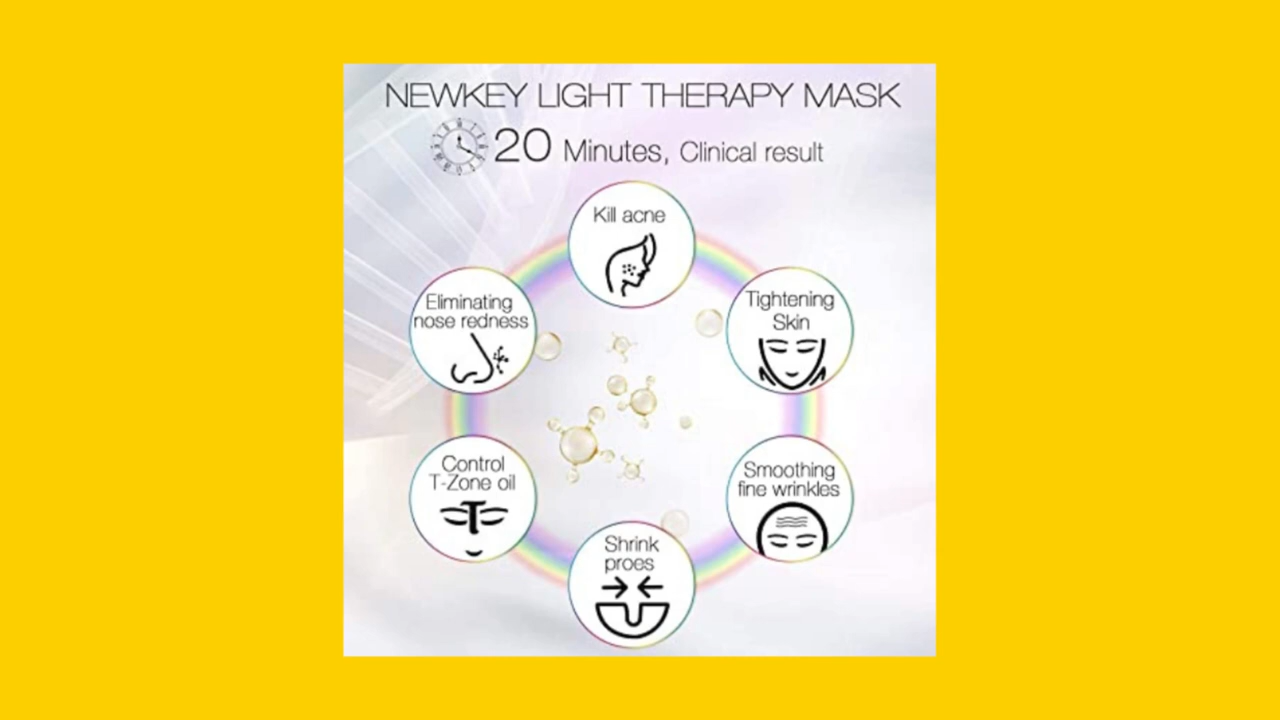 NEWKEY LIGHT THERAPY MASK
20 Minutes, Clinical result
Kill acne
Eliminating
nose redness
Tightening
Skin
Control
T-Zone oil
Smoothing
fine wrinkles
Shrink
proes